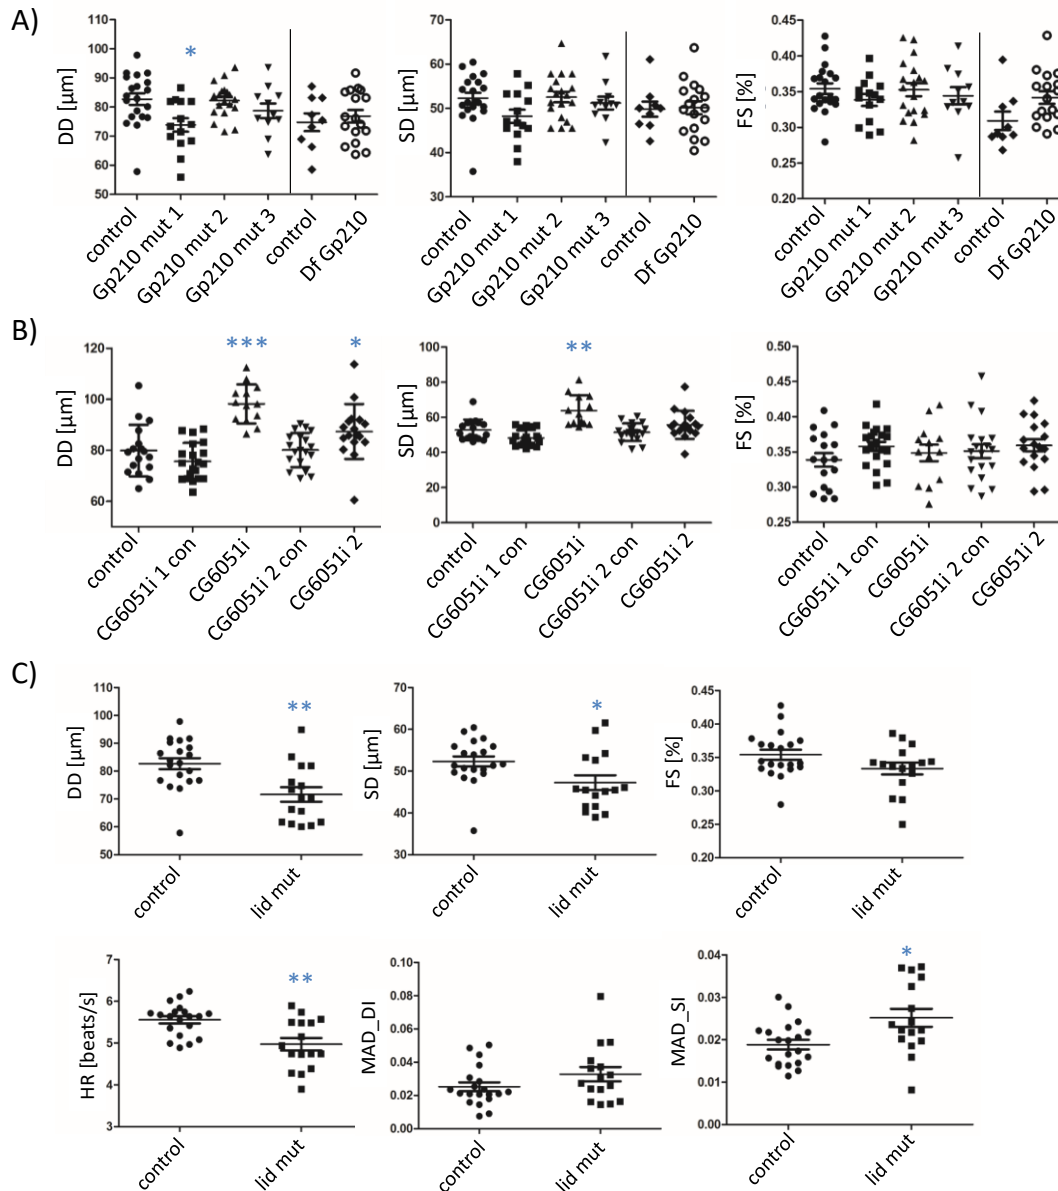 A)
DD [µm]
110
100
90
80
70
60
50
*
control
Gp210 mut 1
Gp210 mut 2
Gp210 mut 3
control
Df Gp210
SD [µm]
70
60
50
40
30
control
Gp210 mut 1
Gp210 mut 2
Gp210 mut 3
control
Df Gp210
FS [%]
0.45
0.40
0.35
0.30
0.25
0.20
control
Gp210 mut 1
Gp210 mut 2
Gp210 mut 3
control
Df Gp210
B)
DD [µm]
120
100
80
60
***
*
control
CG6051i 1 con
CG6051i
CG6051i 2 con
CG6051i 2
SD [µm]
100
80
60
40
20
0
**
control
CG6051i 1 con
CG6051i
CG6051i 2 con
CG6051i 2
FS [%]
0.50
0.45
0.40
0.35
0.30
0.25
control
CG6051i 1 con
CG6051i
CG6051i 2 con
CG6051i 2
C)
DD [µm]
110
100
90
80
70
60
50
**
control
lid mut
SD [µm]
70
60
50
40
30
*
control
lid mut
FS [%]
0.45
0.40
0.35
0.30
0.25
0.20
control
lid mut
HR [beats/s]
7
6
5
4
3
**
control
lid mut
MAD_DI
0.10
0.08
0.06
0.04
0.02
0.00
control
lid mut
MAD_SI
0.04
0.03
0.02
0.01
0.00
*
control
lid mut